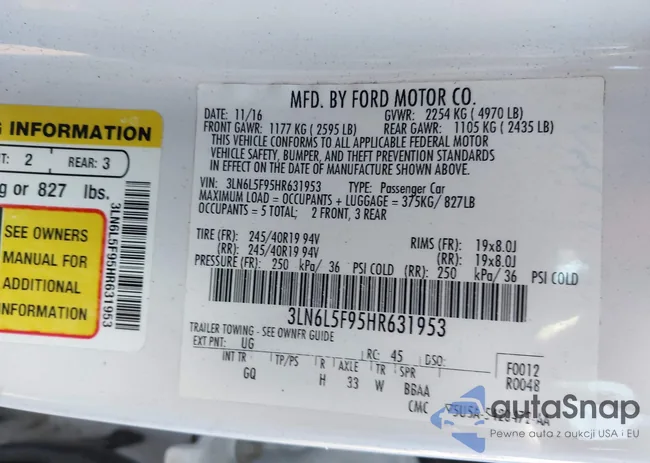 G INFORMATION
NT: 2 REAR: 3
g or 827 lbs.
SEE OWNERS
MANUAL FOR
ADDITIONAL
INFORMATION
3LN6L5F95HR631953
MFD. BY FORD MOTOR CO.
DATE: 11/16 GVWR: 2254 KG ( 4970 LB)
FRONT GAWR: 1177 KG ( 2595 LB) REAR GAWR: 1105 KG ( 2435 LB)
THIS VEHICLE CONFORMS TO ALL APPLICABLE FEDERAL MOTOR
VEHICLE SAFETY, BUMPER, AND THEFT PREVENTION STANDARDS
IN EFFECT ON THE DATE OF MANUFACTURE SHOWN ABOVE.
VIN: 3LN6L5F95HR631953 TYPE: Passenger Car
MAXIMUM LOAD = OCCUPANTS + LUGGAGE = 375KG/ 827LB
OCCUPANTS = 5 TOTAL; 2 FRONT, 3 REAR
TIRE (FR): 245/40R19 94V RIMS (FR): 19x8.0J
(RR): 245/40R19 94V (RR): 19x8.0J
PRESSURE (FR): 250 kPa/ 36 PSI COLD (RR): 250 kPa/ 36 PSI COLD
3LN6L5F95HR631953
TRAILER TOWING - SEE OWNER GUIDE
EXT PNT: UG RC: 45 DSO: F0012
INT TR TP/PS R AXLE TR SPR R0048
GQ H 33 W BBAA
CMC
autaSnap
Pewne auta z aukcji USA i EU